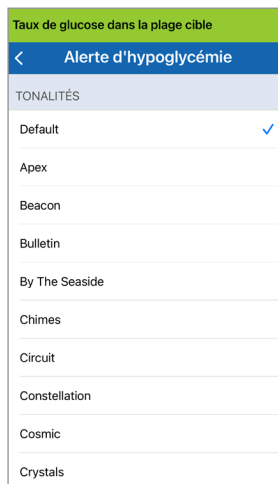 Taux de glucose dans la plage cible
Alerte d'hypoglycémie
TONALITÉS
Default
Apex
Beacon
Bulletin
By The Seaside
Chimes
Circuit
Constellation
Cosmic
Crystals